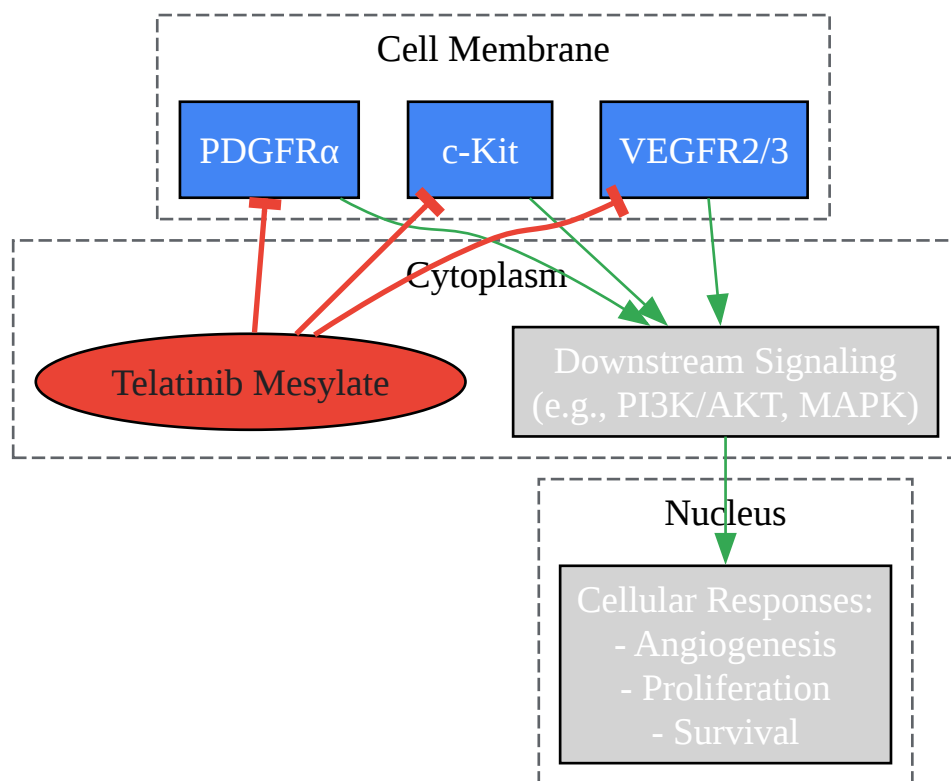 Cell Membrane
PDGFRα
c-Kit
VEGFR2/3
Cytoplasm
Telatinib Mesylate
Downstream Signaling
(e.g., PI3K/AKT, MAPK)
Nucleus
Cellular Responses:
- Angiogenesis
- Proliferation
- Survival